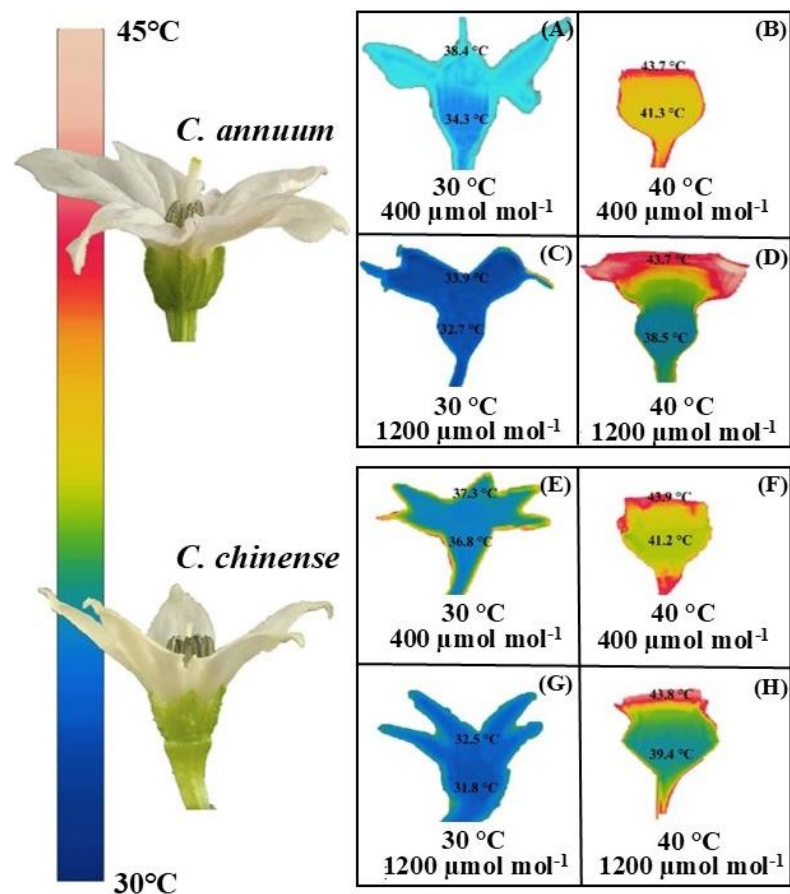 45°C
C. annuum
C. chinense
30°C
(A)
38.4 °C
34.3 °C
30 °C
400 µmol mol-1
(B)
43.7 °C
41.3 °C
40 °C
400 µmol mol-1
(C)
33.9 °C
32.7 °C
30 °C
1200 µmol mol-1
(D)
43.7 °C
38.5 °C
40 °C
1200 µmol mol-1
(E)
37.3 °C
36.8 °C
30 °C
400 µmol mol-1
(F)
43.9 °C
41.2 °C
40 °C
400 µmol mol-1
(G)
32.5 °C
31.8 °C
30 °C
1200 µmol mol-1
(H)
43.8 °C
39.4 °C
40 °C
1200 µmol mol-1